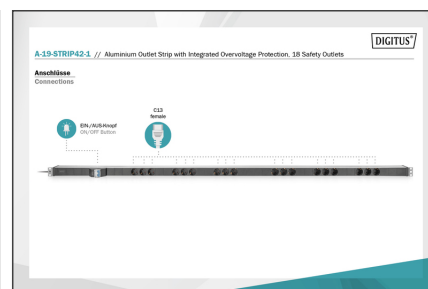 DIGITUS®
A-19-STRIP42-1 // Aluminium Outlet Strip with Integrated Overvoltage Protection, 18 Safety Outlets
Anschlüsse
Connections
C13
female
EIN-/AUS-Knopf
ON/OFF Button